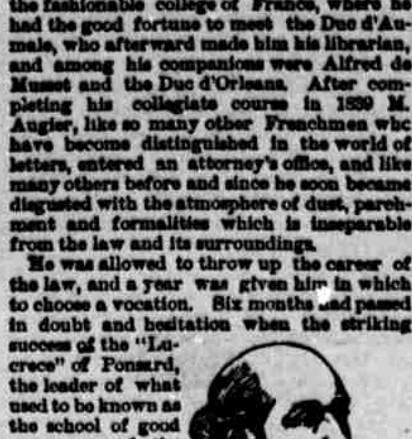 the fashionable college of France, where he
had the good fortune to meet the Duc d'Au-
male, who afterward made him his librarian,
and among his companions were Alfred de
Musset and the Duc d'Orleans. After com-
pleting his collegiate course in 1839 M.
Augier, like so many other Frenchmen who
have become distinguished in the world of
letters, entered an attorney's office, and like
many others before and since he soon became
disgusted with the atmosphere of dust, parch-
ment and formalities which is inseparable
from the law and its surroundings.
He was allowed to throw up the career of
the law, and a year was given him in which
to choose a vocation. Six months had passed
in doubt and hesitation when the striking
success of the "Lu-
crece" of Ponsard,
the leader of what
used to be known as
the school of good